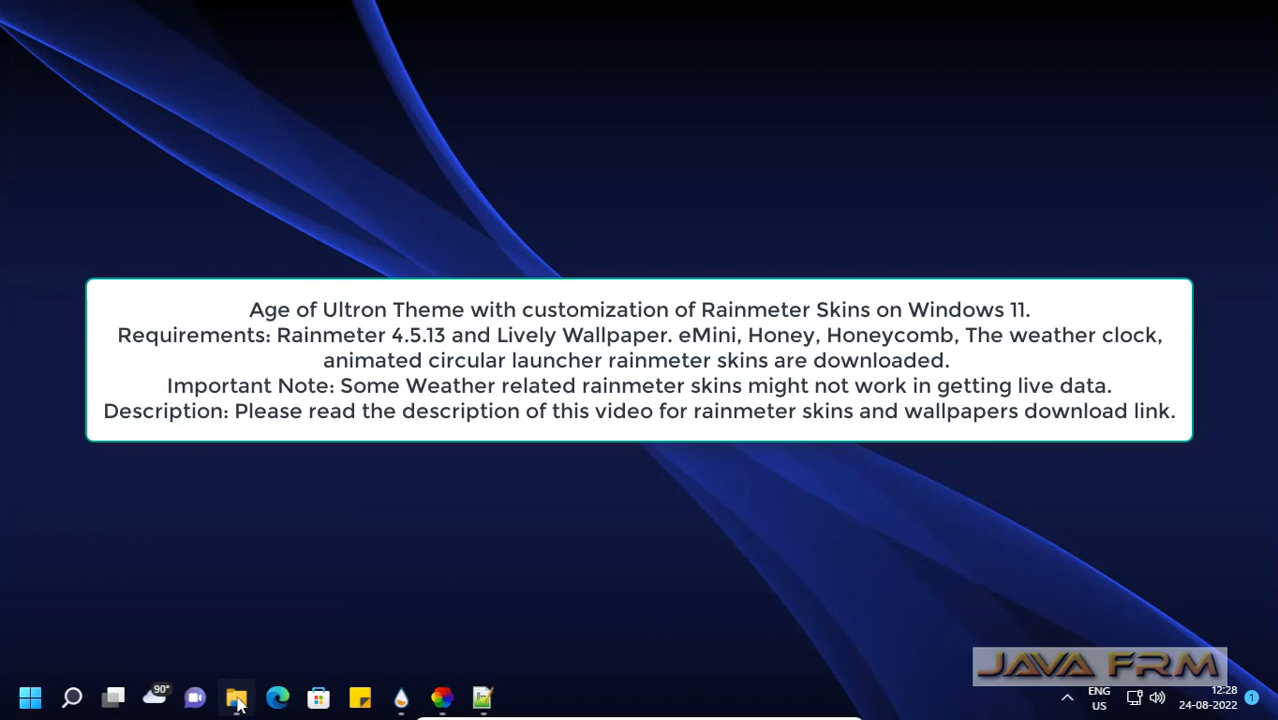 Age of Ultron Theme with customization of Rainmeter Skins on Windows 11.
Requirements: Rainmeter 4.5.13 and Lively Wallpaper. eMini, Honey, Honeycomb, The weather clock,
animated circular launcher rainmeter skins are downloaded.
Important Note: Some Weather related rainmeter skins might not work in getting live data.
Description: Please read the description of this video for rainmeter skins and wallpapers download link.
JAVA FRM
90°
ENG
US
12:28
24-08-2022
1